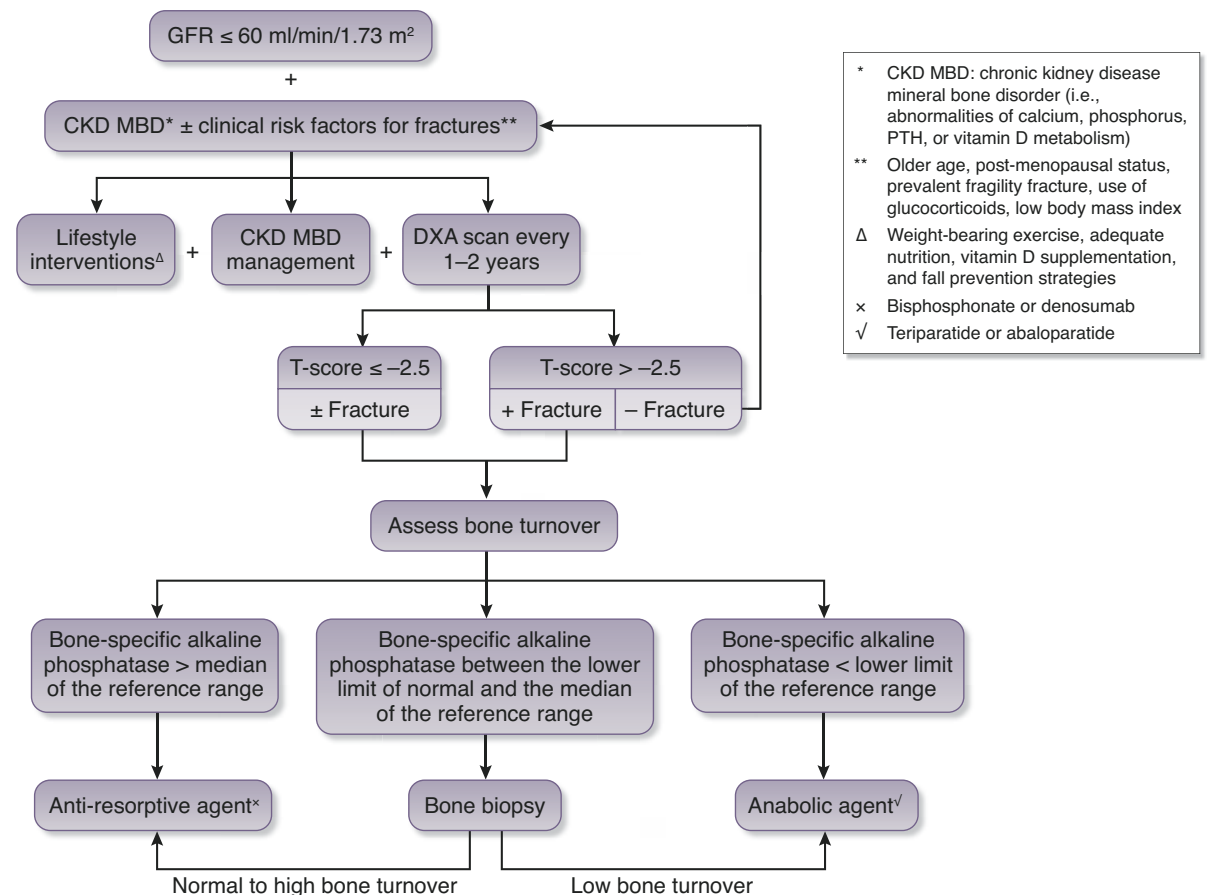 GFR ≤ 60 ml/min/1.73 m²
+
CKD MBD* ± clinical risk factors for fractures**
Lifestyle
interventionsΔ
+
CKD MBD
management
+
DXA scan every
1–2 years
T-score ≤ –2.5
± Fracture
T-score > –2.5
+ Fracture
– Fracture
Assess bone turnover
Bone-specific alkaline
phosphatase > median
of the reference range
Bone-specific alkaline
phosphatase between the lower
limit of normal and the median
of the reference range
Bone-specific alkaline
phosphatase < lower limit
of the reference range
Anti-resorptive agent×
Bone biopsy
Anabolic agent√
Normal to high bone turnover
Low bone turnover
* CKD MBD: chronic kidney disease
mineral bone disorder (i.e.,
abnormalities of calcium, phosphorus,
PTH, or vitamin D metabolism)
** Older age, post-menopausal status,
prevalent fragility fracture, use of
glucocorticoids, low body mass index
Δ Weight-bearing exercise, adequate
nutrition, vitamin D supplementation,
and fall prevention strategies
× Bisphosphonate or denosumab
√ Teriparatide or abaloparatide